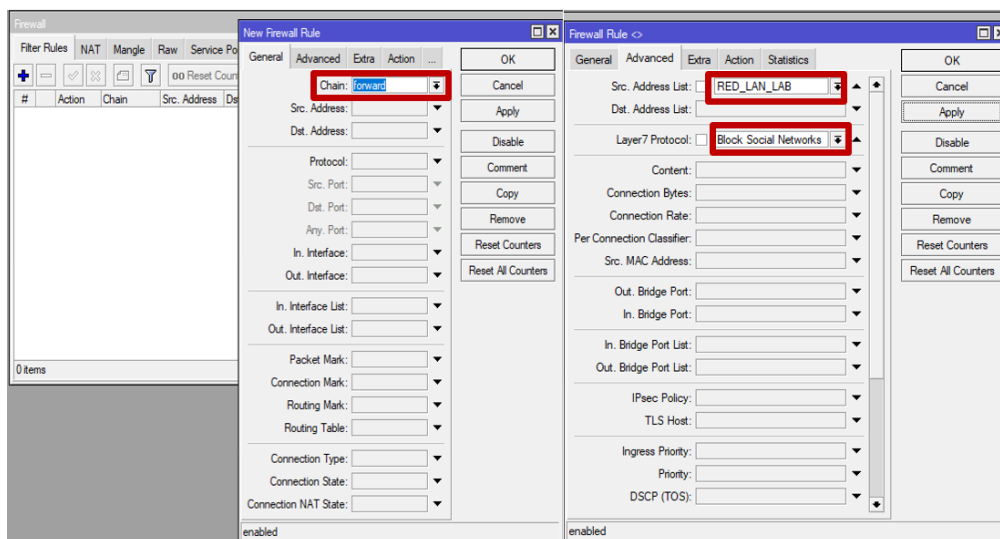 Firewall
Filter Rules NAT Mangle Raw Service Po
00 Reset Coun
# Action Chain Src. Address Ds
0 items
New Firewall Rule
General Advanced Extra Action ...
Chain: forward
Src. Address:
Dst. Address:
Protocol:
Src. Port:
Dst. Port:
Any. Port:
In. Interface:
Out. Interface:
In. Interface List:
Out. Interface List:
Packet Mark:
Connection Mark:
Routing Mark:
Routing Table:
Connection Type:
Connection State:
Connection NAT State:
enabled
OK
Cancel
Apply
Disable
Comment
Copy
Remove
Reset Counters
Reset All Counters
Firewall Rule <>
General Advanced Extra Action Statistics
Src. Address List: RED_LAN_LAB
Dst. Address List:
Layer7 Protocol: Block Social Networks
Content:
Connection Bytes:
Connection Rate:
Per Connection Classifier:
Src. MAC Address:
Out. Bridge Port:
In. Bridge Port:
In. Bridge Port List:
Out. Bridge Port List:
IPsec Policy:
TLS Host:
Ingress Priority:
Priority:
DSCP (TOS):
enabled
OK
Cancel
Apply
Disable
Comment
Copy
Remove
Reset Counters
Reset All Counters